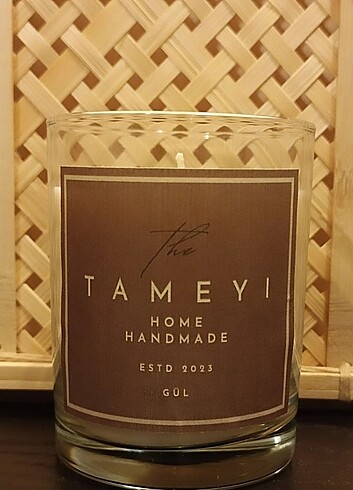 the
TAMEYI
HOME
HANDMADE
ESTD 2023
GÜL